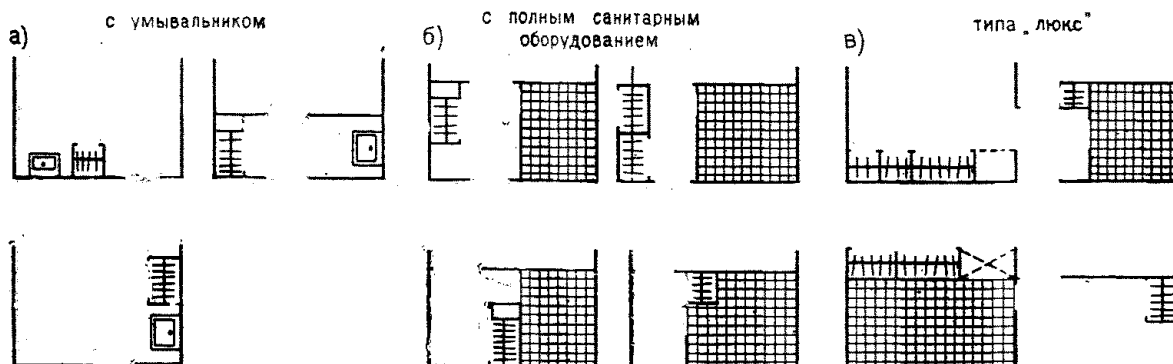 а)
с умывальником
б)
с полным санитарным
оборудованием
в)
типа „люкс"